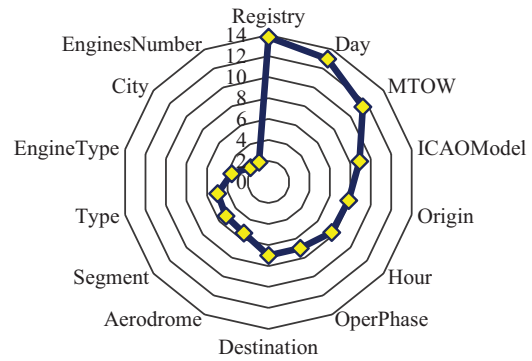 Registry
EnginesNumber
Day
City
MTOW
EngineType
ICAOModel
Type
Origin
Segment
Hour
Aerodrome
OperPhase
Destination
14
12
10
8
6
4
2
0